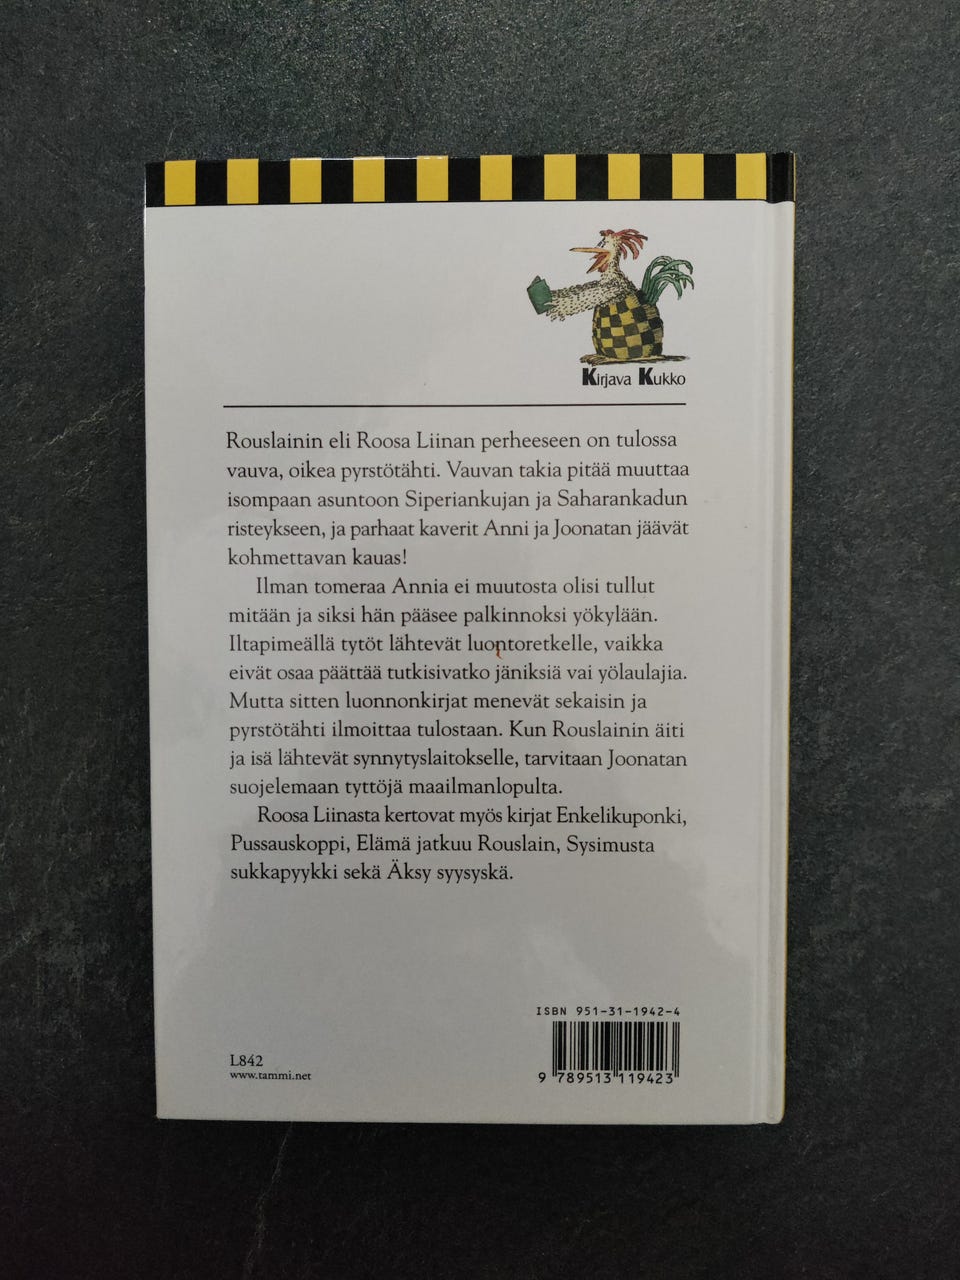 Kirjava Kukko
Rouslainin eli Roosa Liinan perheeseen on tulossa
vauva, oikea pyrstötähti. Vauvan takia pitää muuttaa
isompaan asuntoon Siperiankujan ja Saharankadun
risteykseen, ja parhaat kaverit Anni ja Joonatan jäävät
kohmettavan kauas!
Ilman tomeraa Annia ei muutosta olisi tullut
mitään ja siksi hän pääsee palkinnoksi yökylään.
Iltapimeällä tytöt lähtevät luontoretkelle, vaikka
eivät osaa päättää tutkisivatko jäniksiä vai yölaulajia.
Mutta sitten luonnonkirjat menevät sekaisin ja
pyrstötähti ilmoittaa tulostaan. Kun Rouslainin äiti
ja isä lähtevät synnytyslaitokselle, tarvitaan Joonatan
suojelemaan tyttöjä maailmanlopulta.
Roosa Liinasta kertovat myös kirjat Enkelikuponki,
Pussauskoppi, Elämä jatkuu Rouslain, Sysimusta
sukkapyykki sekä Äksy syysyskä.
ISBN 951-31-1942-4
9 789513 119423
L842
www.tammi.net